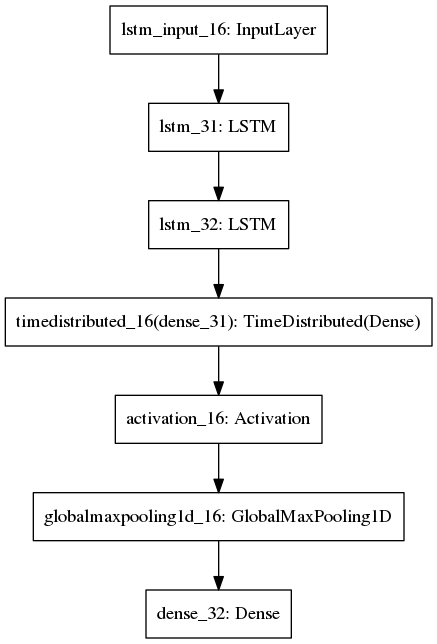 lstm_input_16: InputLayer
lstm_31: LSTM
lstm_32: LSTM
timedistributed_16(dense_31): TimeDistributed(Dense)
activation_16: Activation
globalmaxpooling1d_16: GlobalMaxPooling1D
dense_32: Dense